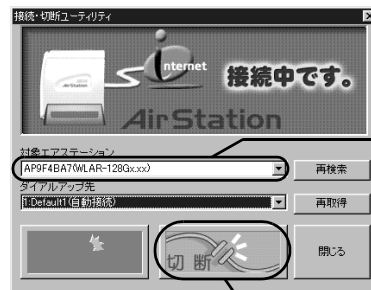 接続・切断ユーティリティ
internet
接続中です。
AirStation
対象エアステーション
AP9F4BA7(WLAR-128Gx.xx)
再検索
ダイアルアップ先
1:Default1(自動接続)
再取得
切断
閉じる